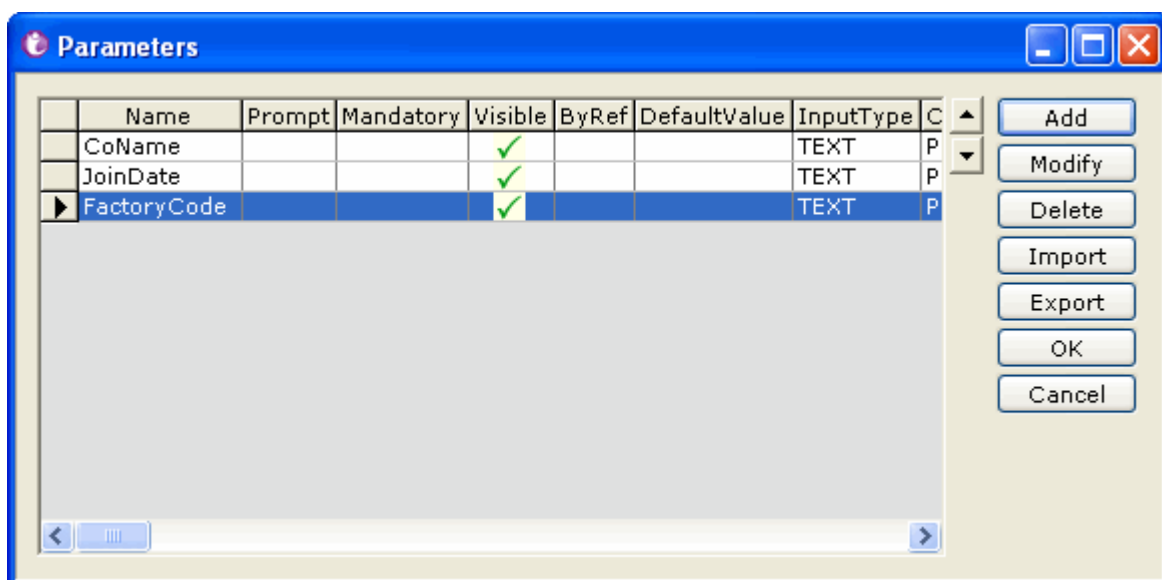 Parameters
Name Prompt Mandatory Visible ByRef DefaultValue InputType C
CoName TEXT P
JoinDate TEXT P
FactoryCode TEXT P
Add
Modify
Delete
Import
Export
OK
Cancel